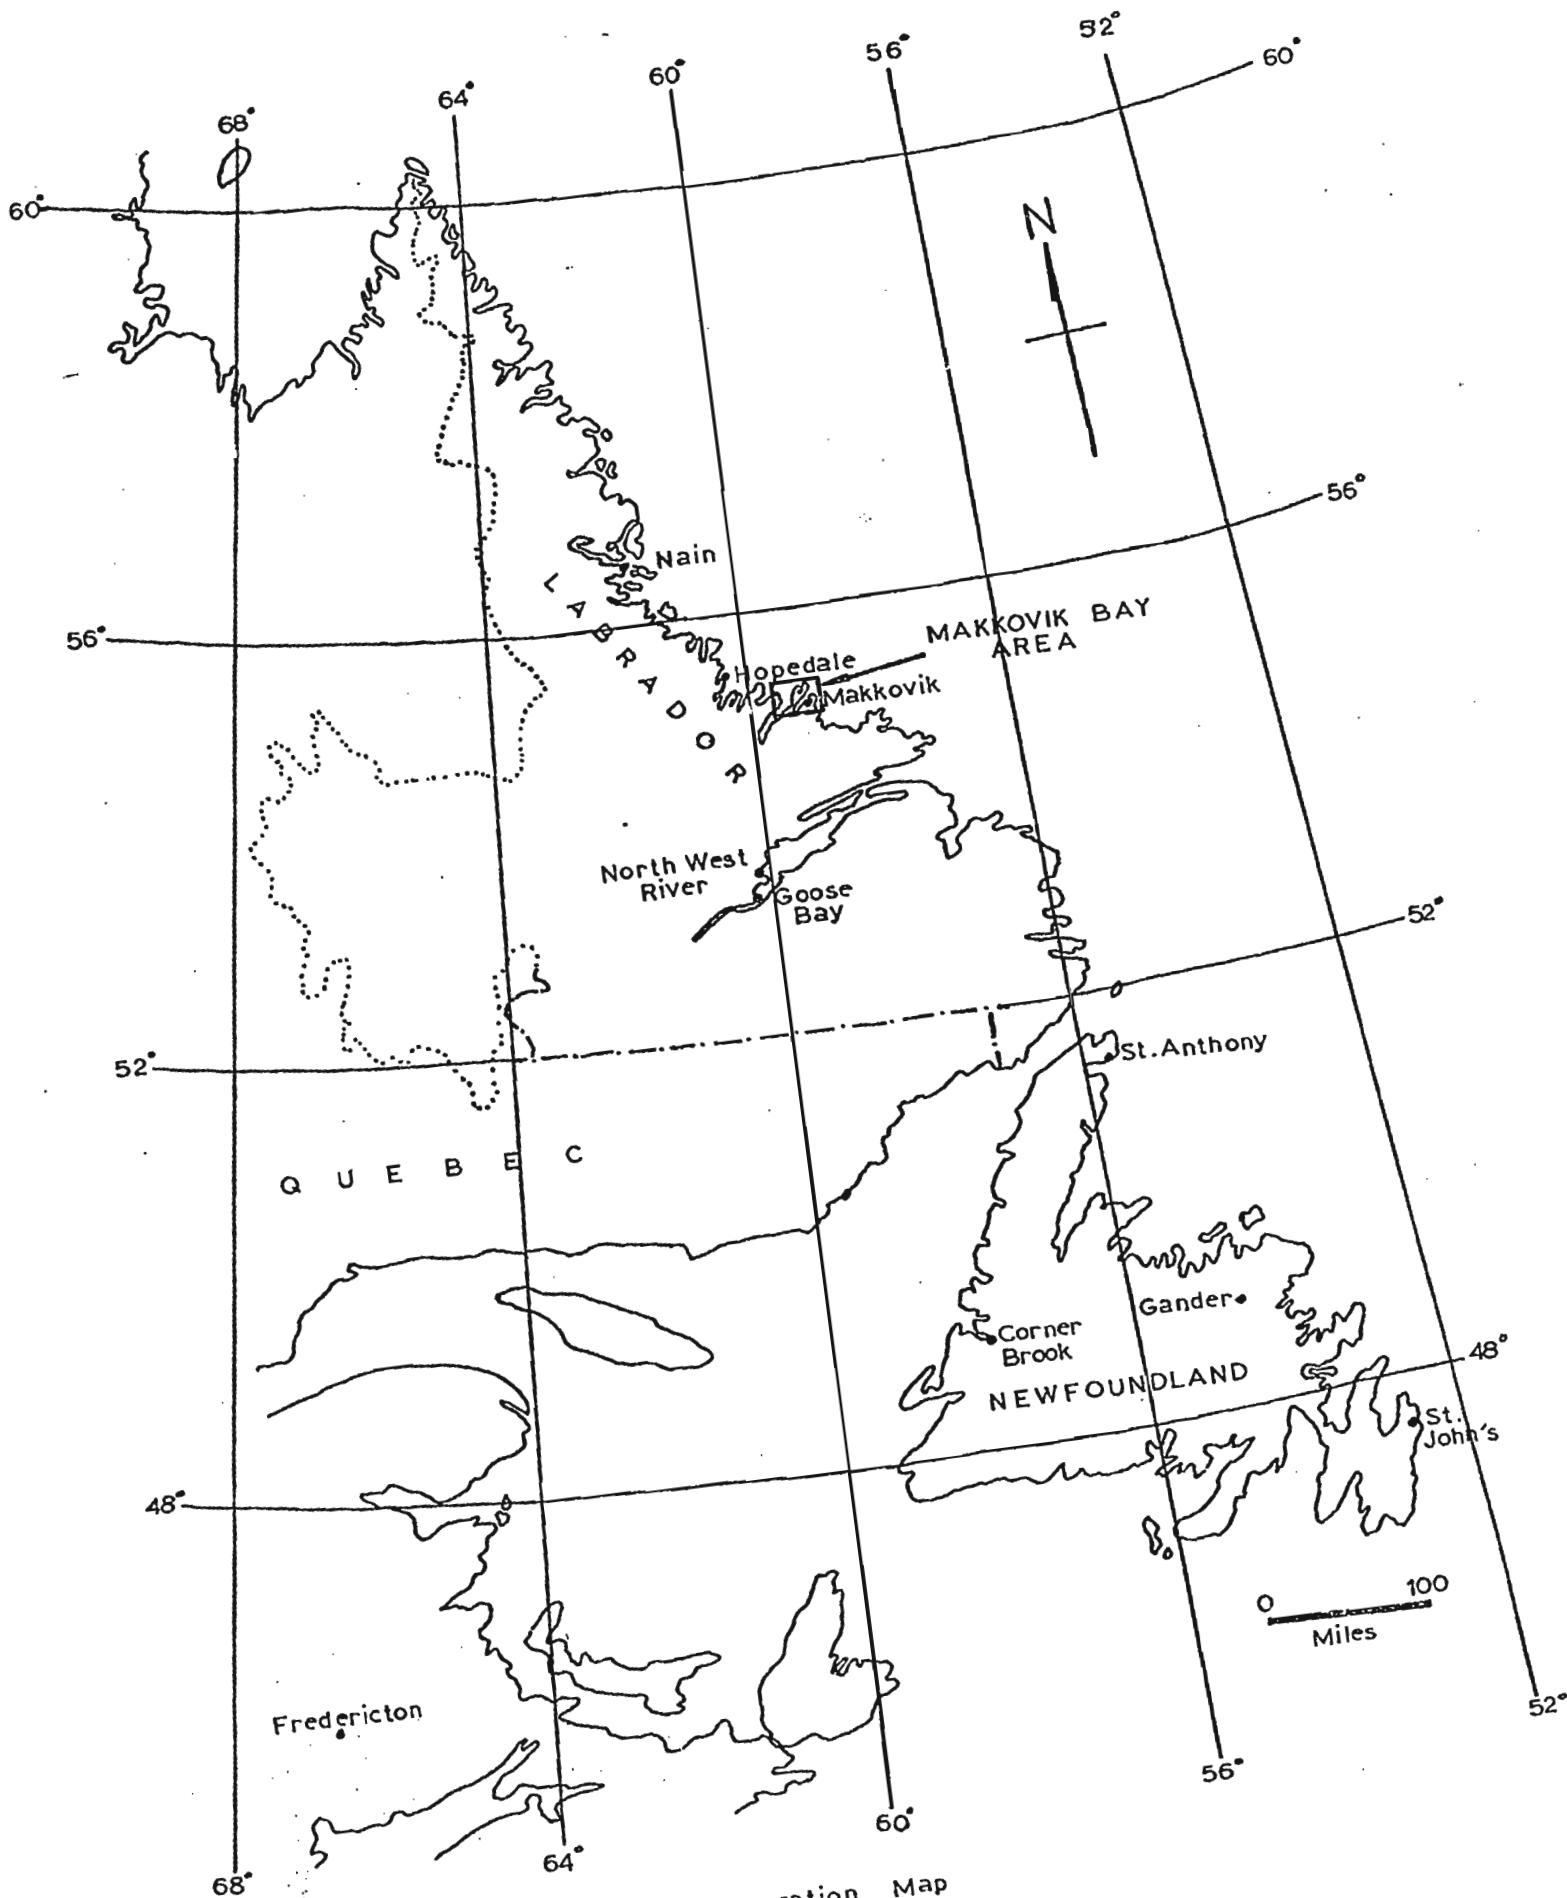 52°
56°
60°
60°
64°
68°
60°
N
56°
Nain
LABRADOR
56°
MAKKOVIK BAY
AREA
Hopedale
Makkovik
North West
River
Goose
Bay
52°
St. Anthony
52°
QUEBEC
Gander
Corner
Brook
48°
NEWFOUNDLAND
St.
John's
48°
0 100
Miles
Fredericton
52°
56°
60°
64°
68°
Map